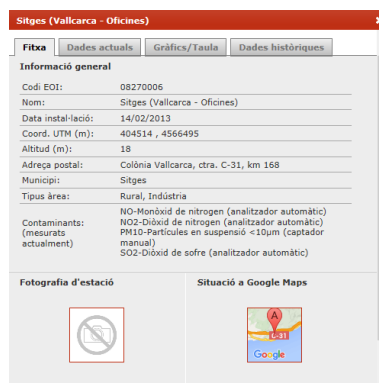 Sitges (Vallcarca - Oficines)
Fitxa Dades actuals Gràfics/Taula Dades històriques
Informació general
Codi EOI: 08270006
Nom: Sitges (Vallcarca - Oficines)
Data instal·lació: 14/02/2013
Coord. UTM (m): 404514 , 4566495
Altitud (m): 18
Adreça postal: Colònia Vallcarca, ctra. C-31, km 168
Municipi: Sitges
Tipus àrea: Rural, Indústria
Contaminants:
(mesurats
actualment)
NO-Monòxid de nitrogen (analitzador automàtic)
NO2-Diòxid de nitrogen (analitzador automàtic)
PM10-Partícules en suspensió <10µm (captador
manual)
SO2-Diòxid de sofre (analitzador automàtic)
Fotografia d'estació Situació a Google Maps
A
C-31
Google